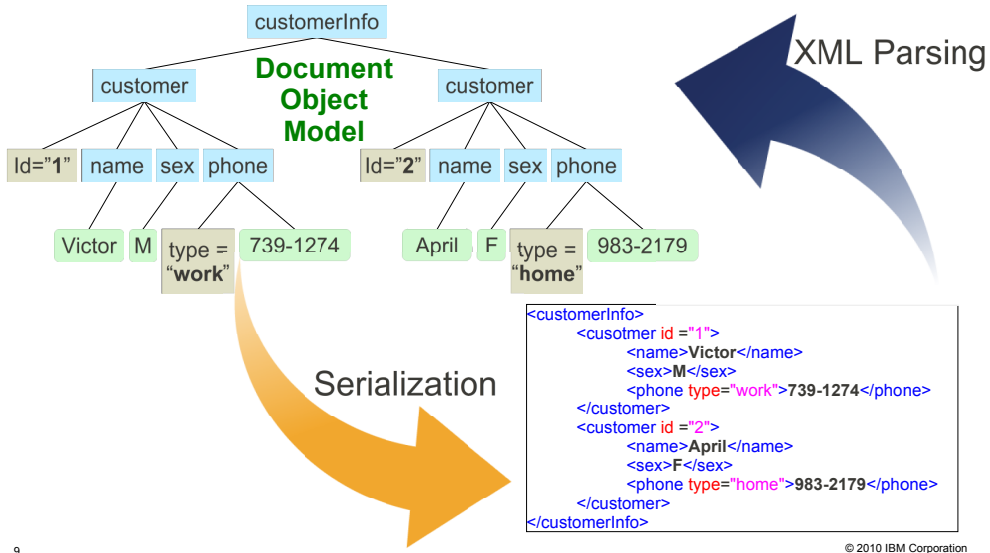 customerInfo
XML Parsing
Document
Object
Model
customer
customer
Id="1" name sex phone
Id="2" name sex phone
Victor M type =
"work" 739-1274
April F type =
"home" 983-2179
Serialization
<customerInfo>
<cusotmer id ="1">
<name>Victor</name>
<sex>M</sex>
<phone type="work">739-1274</phone>
</customer>
<customer id ="2">
<name>April</name>
<sex>F</sex>
<phone type="home">983-2179</phone>
</customer>
</customerInfo>
9
© 2010 IBM Corporation